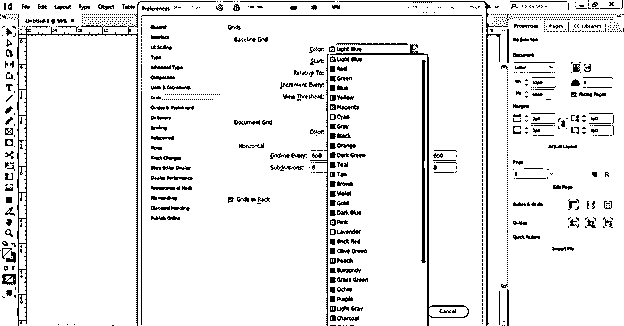 Id File Edit Layout Type Object Table
Preferences
Untitled-1 @
General
Interface
UI Scaling
Type
Advanced Type
Composition
Units & Increments
Grids
Guides & Pasteboard
Dictionary
Spelling
Autocorrect
Notes
Track Changes
Story Editor Display
Display Performance
Appearance of Black
File Handling
Clipboard Handling
Publish Online
Grids
Baseline Grid
Color: Light Blue
Start:
Relative To:
Increment Every:
View Threshold:
Document Grid
Color:
Horizontal
Gridline Every: 6p0
Subdivisions: 8
6p0
8
Grids in Back
Light Blue
Red
Green
Blue
Yellow
Magenta
Cyan
Gray
Black
Orange
Dark Green
Teal
Tan
Brown
Violet
Gold
Dark Blue
Pink
Lavender
Brick Red
Olive Green
Peach
Burgundy
Grass Green
Ochre
Purple
Light Gray
Charcoal
Cancel
Properties Pages CC Libraries
No Selection
Document
Letter
Facing Pages
Margins
Adjust Layout
Page
Edit Page
Rulers & Grids
Guides
Quick Actions
Import File